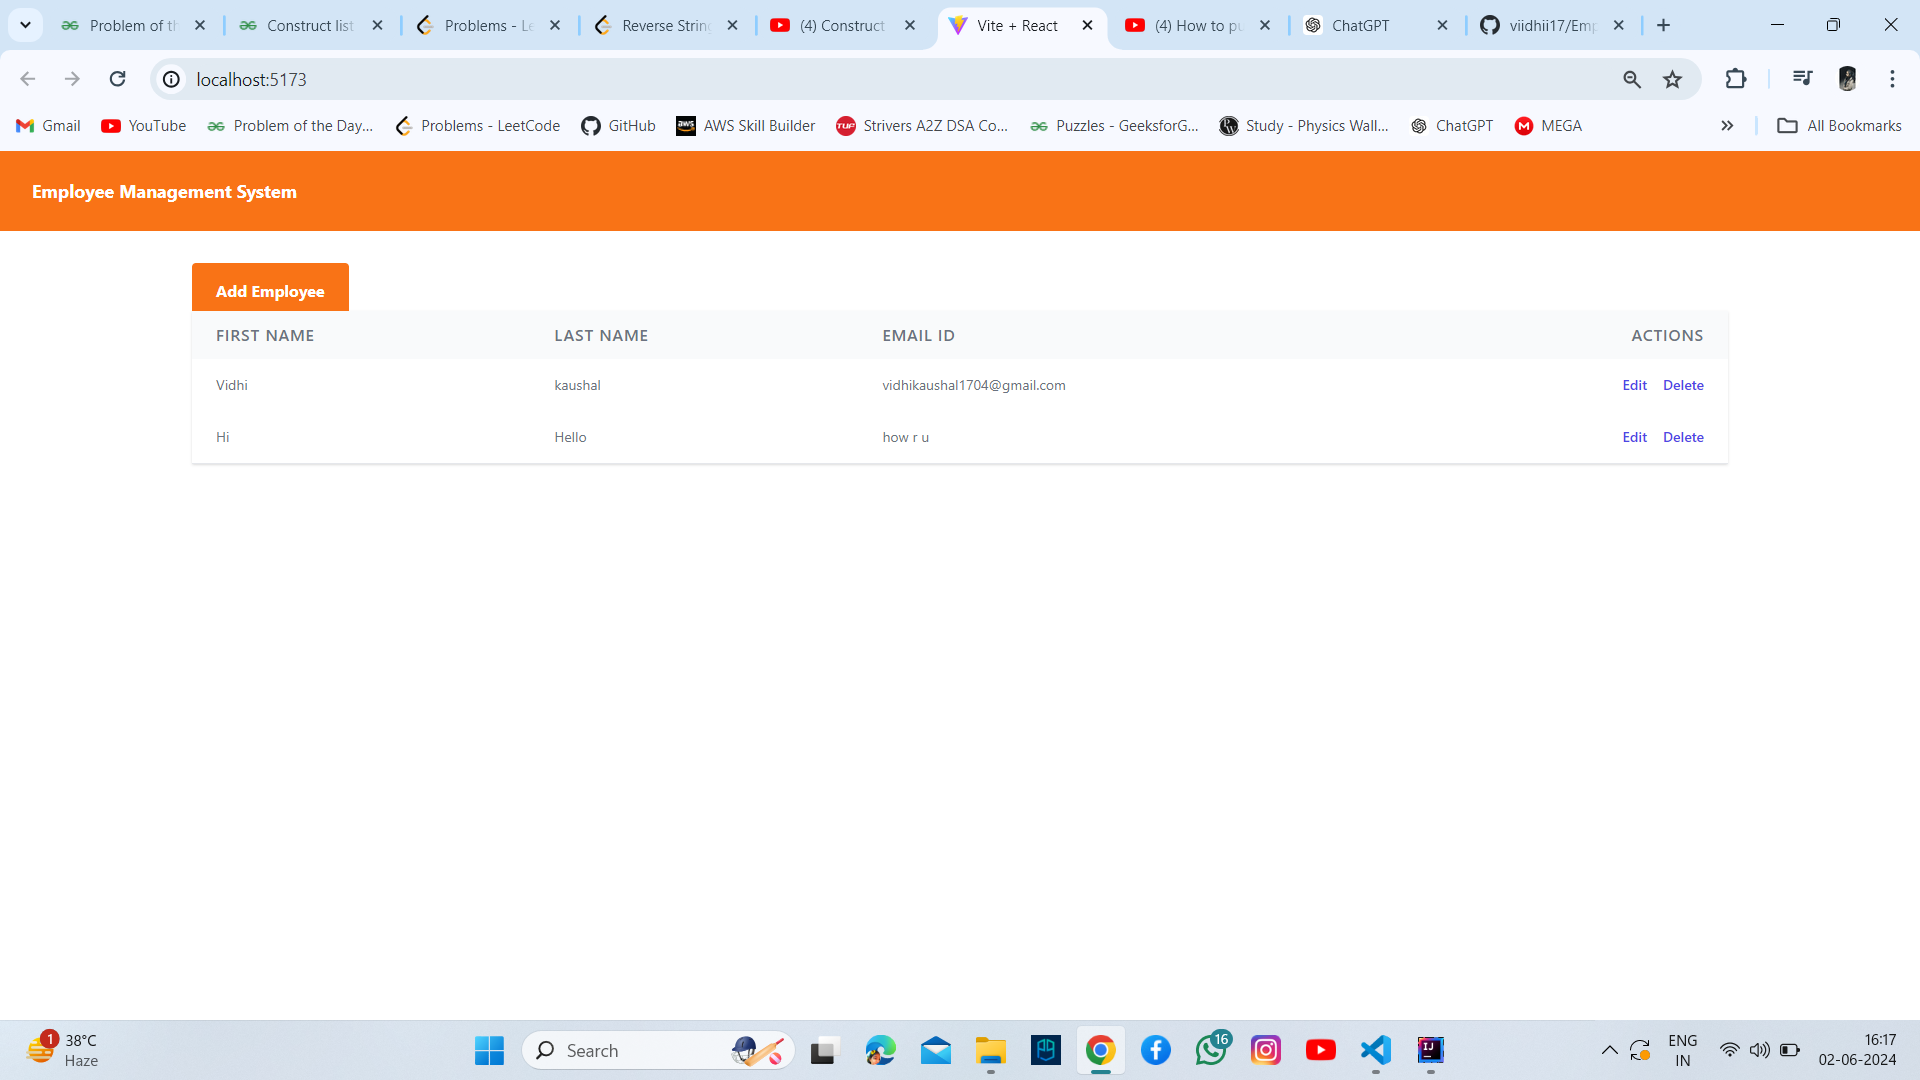 Problem of th
Construct list
Problems - Le
Reverse String
(4) Construct
Vite + React
(4) How to pu
ChatGPT
viidhii17/Emp
localhost:5173
Gmail
YouTube
Problem of the Day...
Problems - LeetCode
GitHub
aws
AWS Skill Builder
TUF
Strivers A2Z DSA Co...
Puzzles - GeeksforG...
Study - Physics Wall...
ChatGPT
MEGA
All Bookmarks
Employee Management System
Add Employee
FIRST NAME LAST NAME EMAIL ID ACTIONS
Vidhi kaushal vidhikaushal1704@gmail.com Edit Delete
Hi Hello how r u Edit Delete
1
38°C
Haze
Search
16
IJ
ENG
IN
16:17
02-06-2024